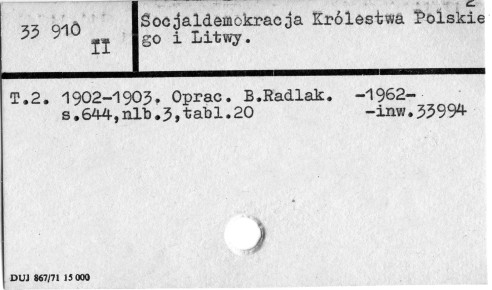 2
33 910
II
Socjaldemokracja Królestwa Polskie
go i Litwy.
T.2. 1902-1903. Oprac. B.Radlak. -1962-
s.644,nlb.3,tabl.20 -inw.33994
DUJ 867/71 15 000